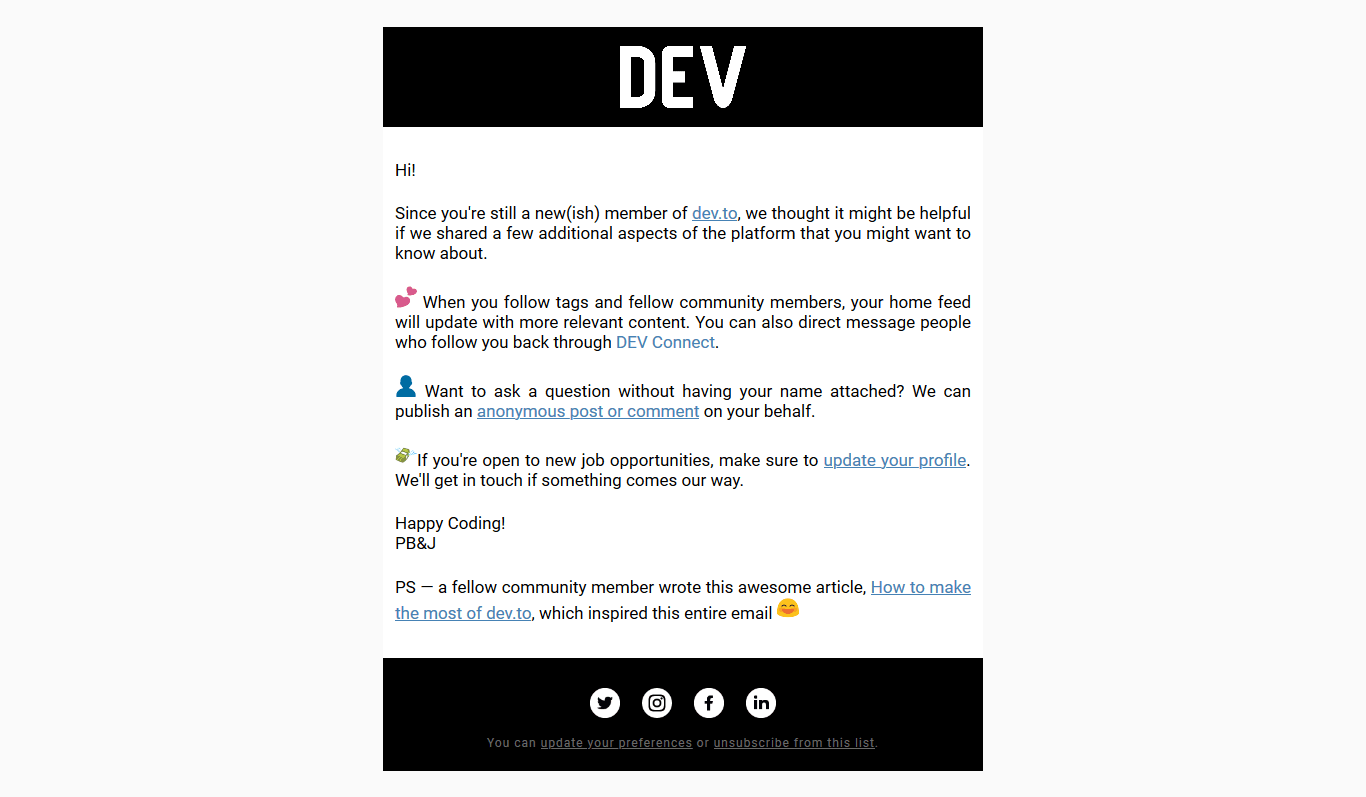 DEV
Hi!
Since you're still a new(ish) member of dev.to, we thought it might be helpful
if we shared a few additional aspects of the platform that you might want to
know about.
💕 When you follow tags and fellow community members, your home feed
will update with more relevant content. You can also direct message people
who follow you back through DEV Connect.
👤 Want to ask a question without having your name attached? We can
publish an anonymous post or comment on your behalf.
💸If you're open to new job opportunities, make sure to update your profile.
We'll get in touch if something comes our way.
Happy Coding!
PB&J
PS — a fellow community member wrote this awesome article, How to make
the most of dev.to, which inspired this entire email 😄
You can update your preferences or unsubscribe from this list.